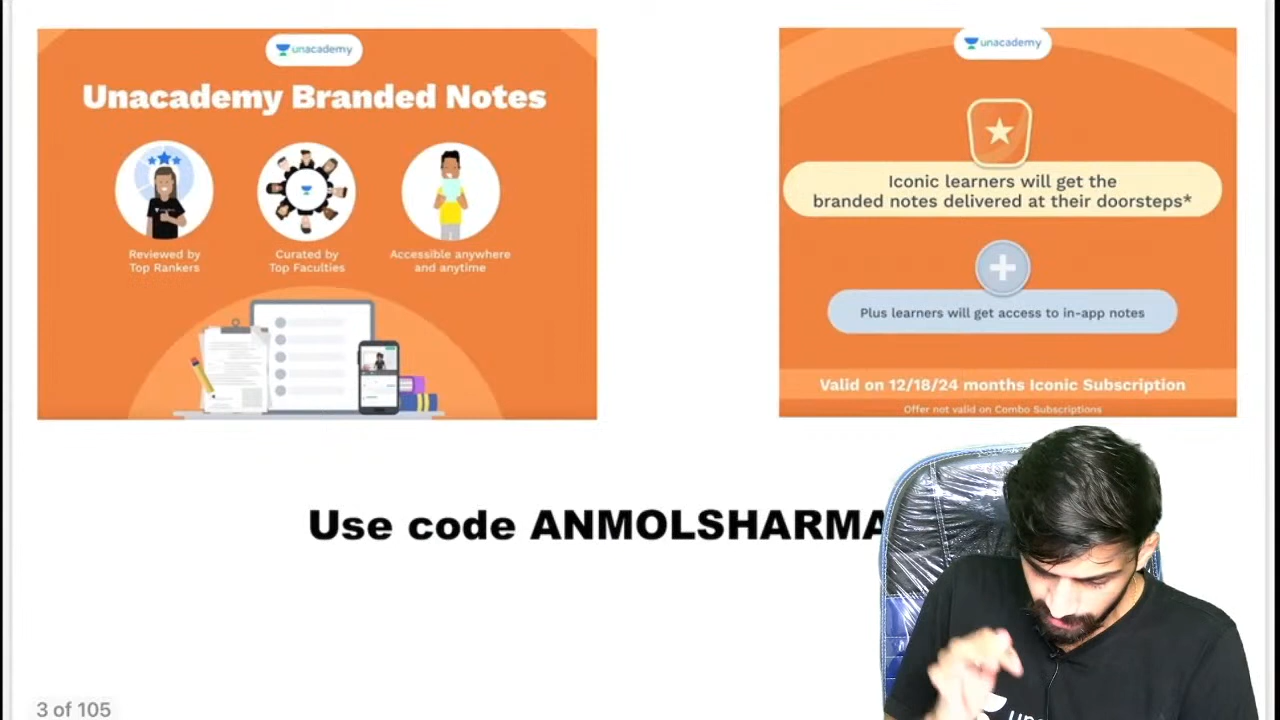 unacademy
Unacademy Branded Notes
Reviewed by
Top Rankers
Curated by
Top Faculties
Accessible anywhere
and anytime
unacademy
Iconic learners will get the
branded notes delivered at their doorsteps*
Plus learners will get access to in-app notes
Valid on 12/18/24 months Iconic Subscription
Offer not valid on Combo Subscriptions
Use code ANMOLSHARMA
3 of 105